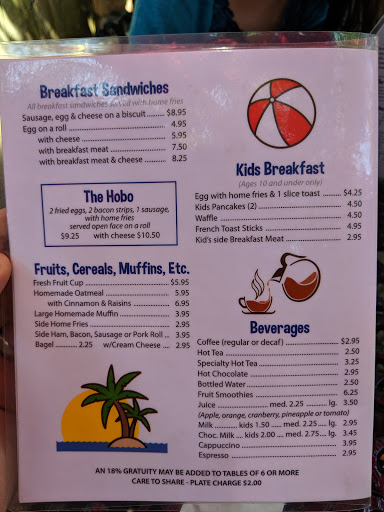 Breakfast Sandwiches
All breakfast sandwiches served with home fries
Sausage, egg & cheese on a biscuit ........ $8.95
Egg on a roll ........ 4.95
with cheese ........ 5.95
with breakfast meat ........ 7.50
with breakfast meat & cheese ........ 8.25
The Hobo
2 fried eggs, 2 bacon strips, 1 sausage,
with home fries
served open face on a roll
$9.25 with cheese $10.50
Fruits, Cereals, Muffins, Etc.
Fresh Fruit Cup ........ $5.95
Homemade Oatmeal ........ 5.95
with Cinnamon & Raisins ........ 6.95
Large Homemade Muffin ........ 3.95
Side Home Fries ........ 2.95
Side Ham, Bacon, Sausage or Pork Roll ... 3.95
Bagel ........ 2.25 w/Cream Cheese .... 2.95
Kids Breakfast
(Ages 10 and under only)
Egg with home fries & 1 slice toast ........ $4.25
Kids Pancakes (2) ........ 4.50
Waffle ........ 4.50
French Toast Sticks ........ 4.95
Kid's side Breakfast Meat ........ 2.95
Beverages
Coffee (regular or decaf) ........ $2.95
Hot Tea ........ 2.50
Specialty Hot Tea ........ 3.25
Hot Chocolate ........ 2.95
Bottled Water ........ 2.50
Fruit Smoothies ........ 6.25
Juice ........ med. 2.25 ........ lg. 3.50
(Apple, orange, cranberry, pineapple or tomato)
Milk ........ kids 1.50 ..... med. 2.25 ... lg. 2.95
Choc. Milk .... kids 2.00 .... med. 2.75 .... lg. 3.45
Cappuccino ........ 3.95
Espresso ........ 2.95
AN 18% GRATUITY MAY BE ADDED TO TABLES OF 6 OR MORE
CARE TO SHARE - PLATE CHARGE $2.00